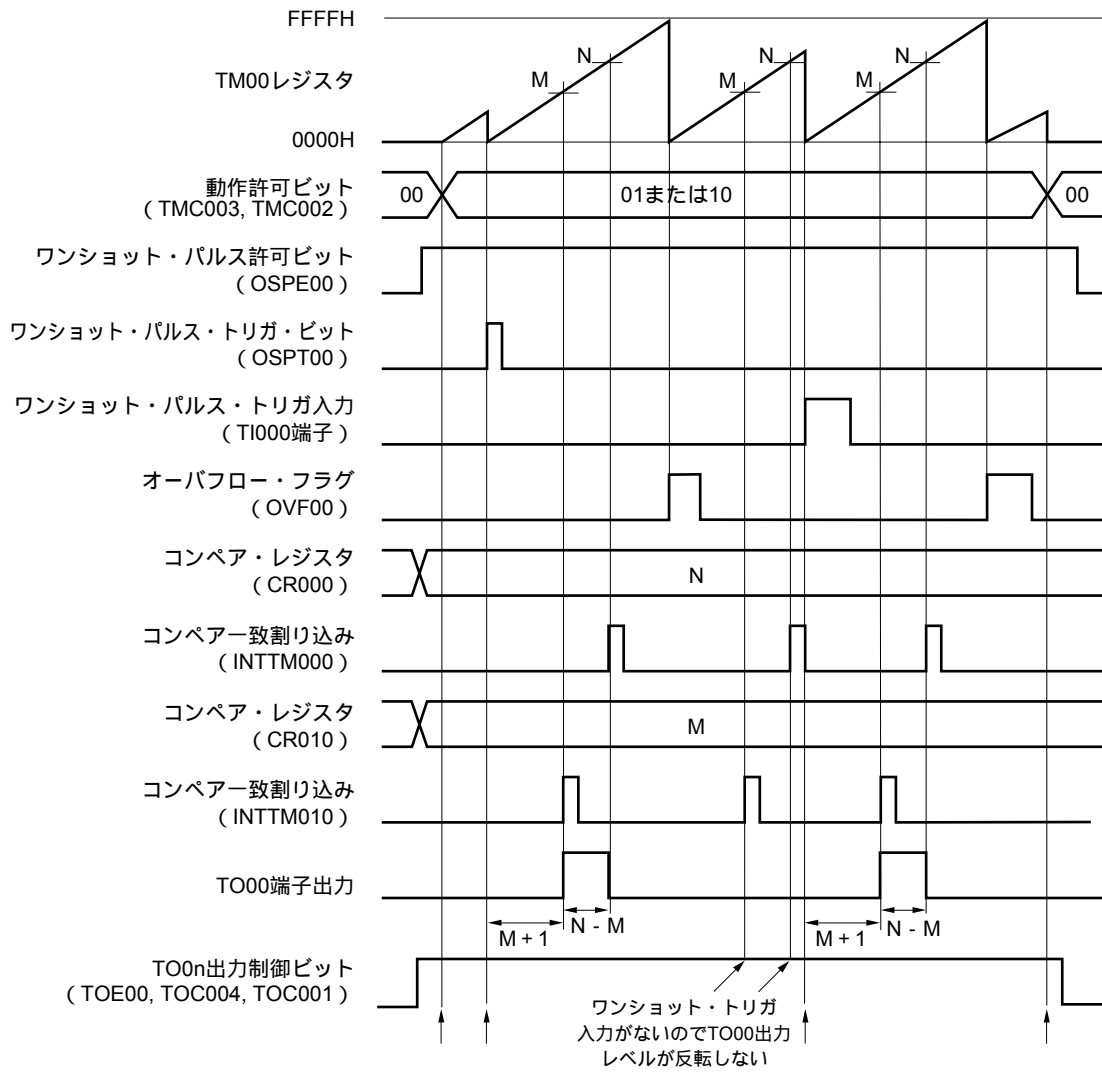 FFFFH
TM00レジスタ
0000H
M
N
M
N
M
N
動作許可ビット
（TMC003, TMC002）
00
01または10
00
ワンショット・パルス許可ビット
（OSPE00）
ワンショット・パルス・トリガ・ビット
（OSPT00）
ワンショット・パルス・トリガ入力
（TI000端子）
オーバフロー・フラグ
（OVF00）
コンペア・レジスタ
（CR000）
N
コンペア一致割り込み
（INTTM000）
コンペア・レジスタ
（CR010）
M
コンペア一致割り込み
（INTTM010）
TO00端子出力
M + 1
N - M
M + 1
N - M
TO0n出力制御ビット
（TOE00, TOC004, TOC001）
ワンショット・トリガ
入力がないのでTO00出力
レベルが反転しない